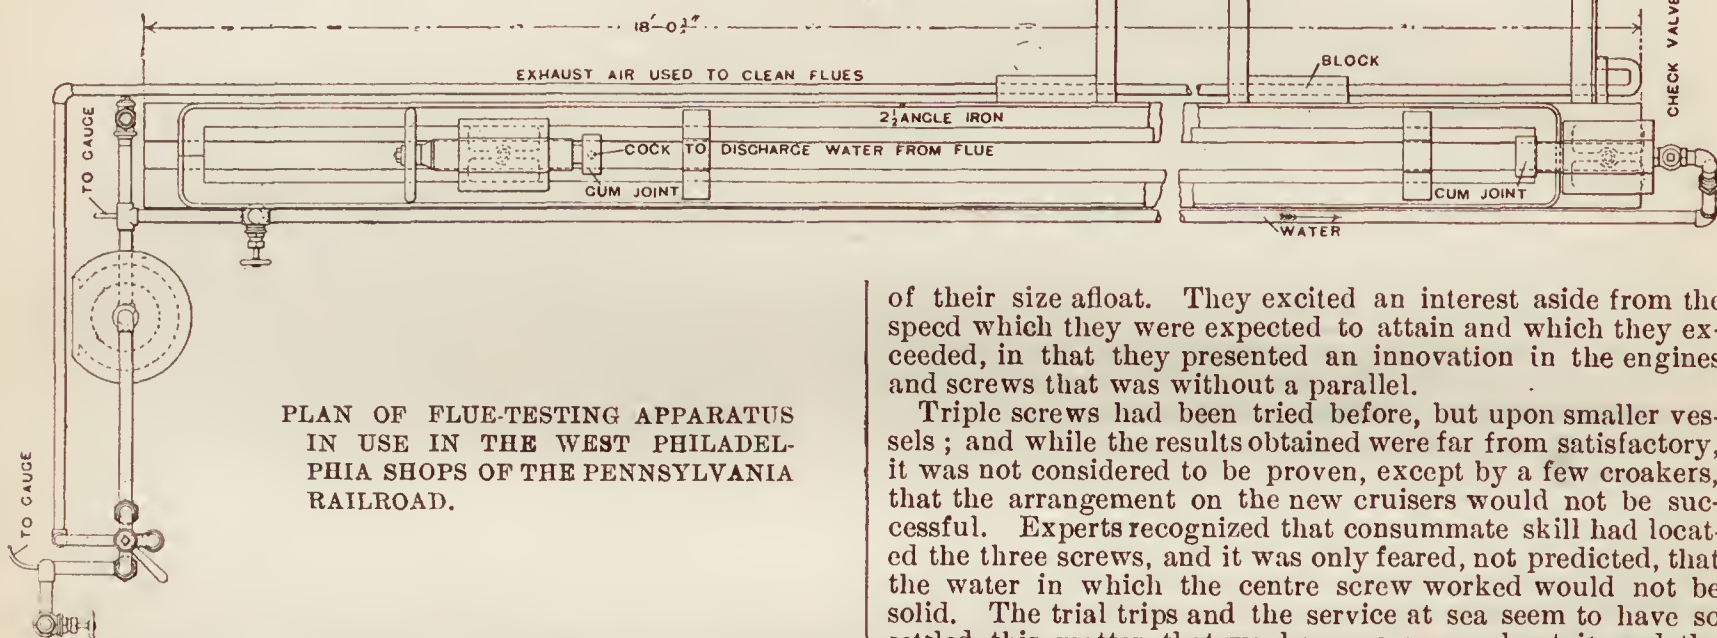 18'-0¾"
EXHAUST AIR USED TO CLEAN FLUES
BLOCK
CHECK VALVE
TO GAUGE
2½" ANGLE IRON
COCK TO DISCHARGE WATER FROM FLUE
GUM JOINT
GUM JOINT
WATER
TO GAUGE
PLAN OF FLUE-TESTING APPARATUS
IN USE IN THE WEST PHILADEL-
PHIA SHOPS OF THE PENNSYLVANIA
RAILROAD.
of their size afloat. They excited an interest aside from the
speed which they were expected to attain and which they ex-
ceeded, in that they presented an innovation in the engines
and screws that was without a parallel.
Triple screws had been tried before, but upon smaller ves-
sels ; and while the results obtained were far from satisfactory,
it was not considered to be proven, except by a few croakers,
that the arrangement on the new cruisers would not be suc-
cessful. Experts recognized that consummate skill had locat-
ed the three screws, and it was only feared, not predicted, that
the water in which the centre screw worked would not be
solid. The trial trips and the service at sea seem to have so